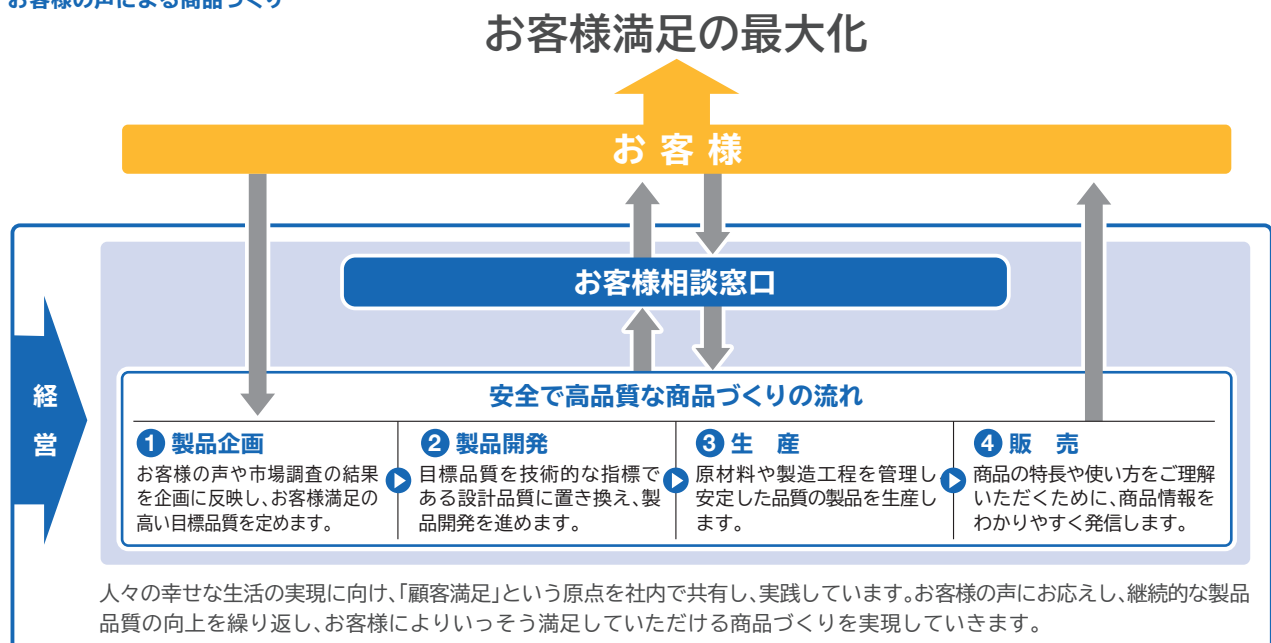 お客様の声による商品づくり
お客様満足の最大化
お客様
お客様相談窓口
経営
安全で高品質な商品づくりの流れ
1 製品企画
お客様の声や市場調査の結果
を企画に反映し、お客様満足の
高い目標品質を定めます。
2 製品開発
目標品質を技術的な指標で
ある設計品質に置き換え、製
品開発を進めます。
3 生　産
原材料や製造工程を管理し、
安定した品質の製品を生産し
ます。
4 販　売
商品の特長や使い方をご理解
いただくために、商品情報を
わかりやすく発信します。
人々の幸せな生活の実現に向け、「顧客満足」という原点を社内で共有し、実践しています。お客様の声にお応えし、継続的な製品
品質の向上を繰り返し、お客様によりいっそう満足していただける商品づくりを実現していきます。